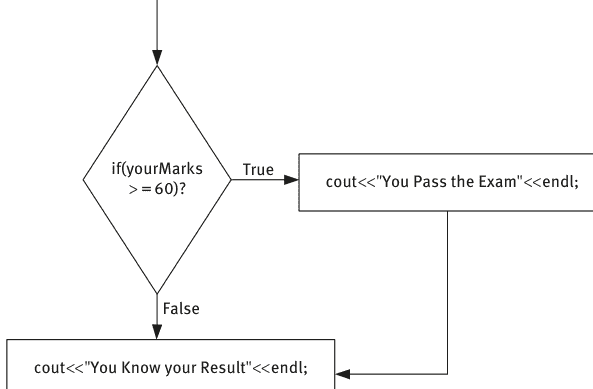 if(yourMarks
>=60)?
True
cout<<"You Pass the Exam"<<endl;
False
cout<<"You Know your Result"<<endl;